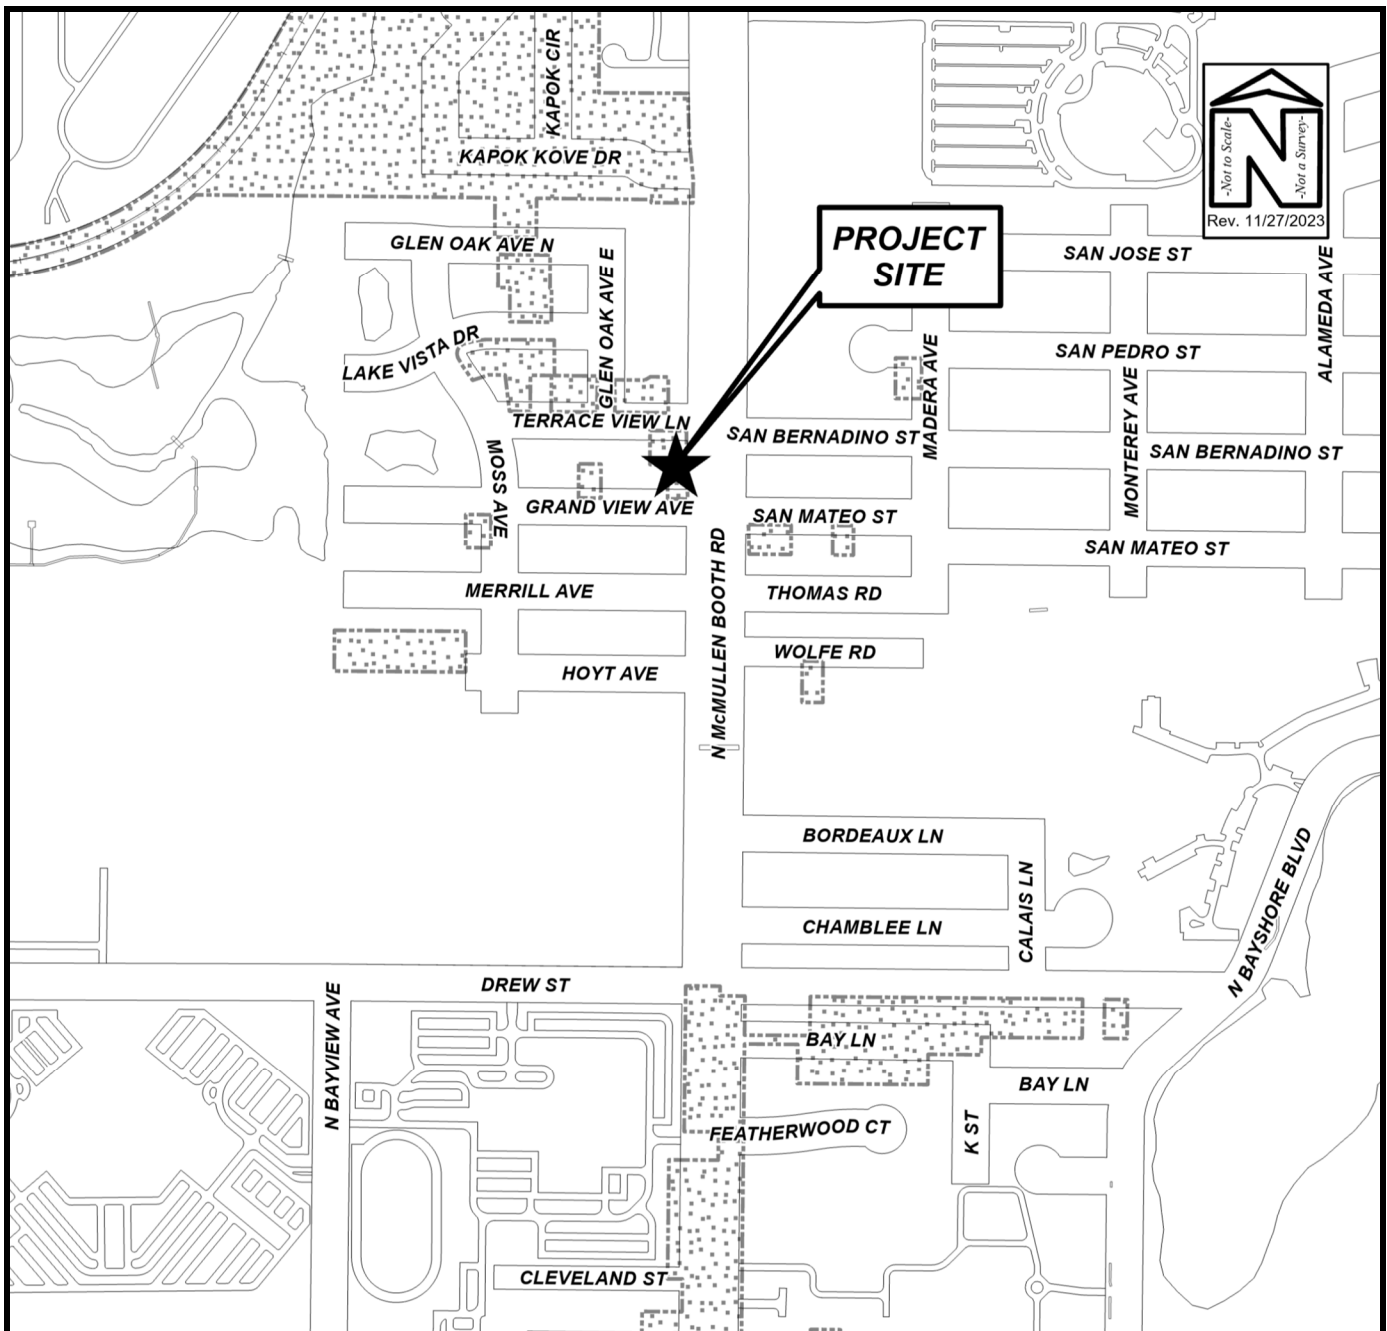 KAPOK CIR
KAPOK KOVE DR
-Not to Scale-
N
-Not a Survey-
Rev. 11/27/2023
PROJECT
SITE
GLEN OAK AVE N
GLEN OAK AVE E
SAN JOSE ST
ALAMEDA AVE
LAKE VISTA DR
SAN PEDRO ST
MADERA AVE
MONTEREY AVE
TERRACE VIEW LN
SAN BERNADINO ST
SAN BERNADINO ST
MOSS AVE
GRAND VIEW AVE
SAN MATEO ST
SAN MATEO ST
N McMULLEN BOOTH RD
MERRILL AVE
THOMAS RD
WOLFE RD
HOYT AVE
BORDEAUX LN
CALAIS LN
N BAYSHORE BLVD
CHAMBLEE LN
DREW ST
N BAYVIEW AVE
BAY LN
BAY LN
FEATHERWOOD CT
K ST
CLEVELAND ST